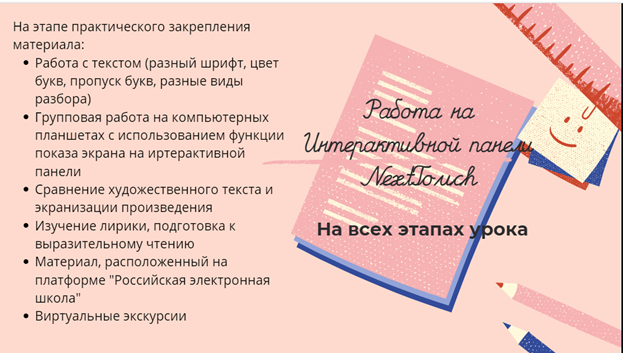 На этапе практического закрепления
материала:
• Работа с текстом (разный шрифт, цвет
букв, пропуск букв, разные виды
разбора)
• Групповая работа на компьютерных
планшетах с использованием функции
показа экрана на иртерактивной
панели
• Сравнение художественного текста и
экранизации произведения
• Изучение лирики, подготовка к
выразительному чтению
• Материал, расположенный на
платформе "Российская электронная
школа"
• Виртуальные экскурсии
Работа на
Интерактивной панели
NextTouch
На всех этапах урока